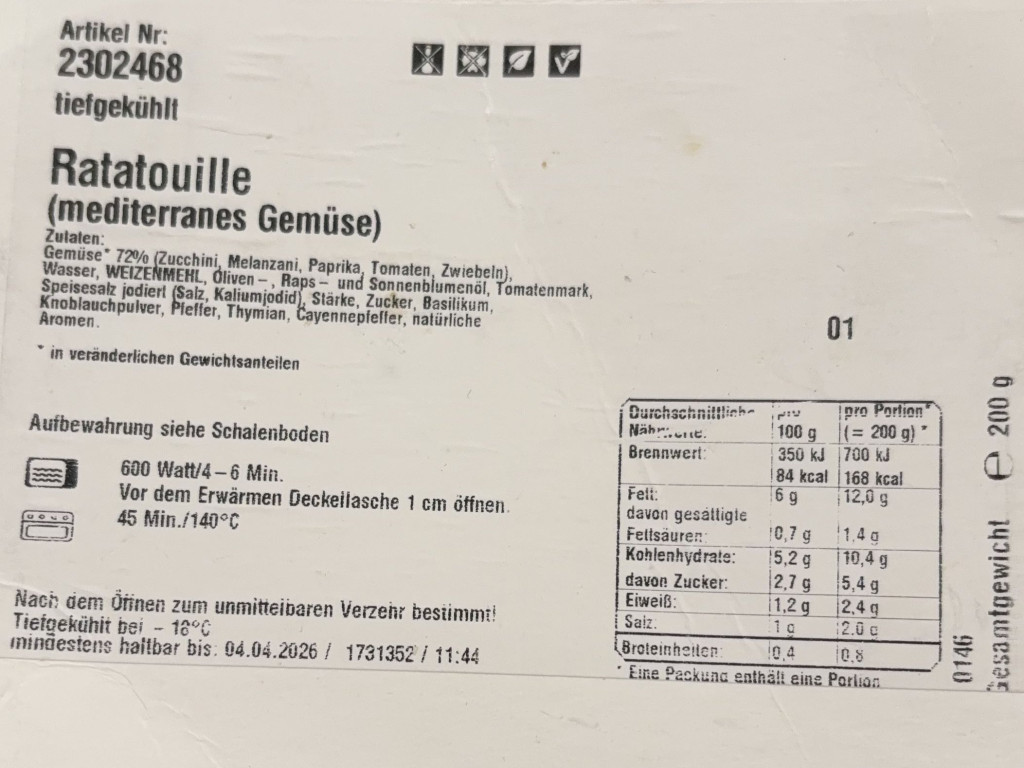 Artikel Nr:
2302468
tiefgekühlt
Ratatouille
(mediterranes Gemüse)
Zutaten:
Gemüse* 72% (Zucchini, Melanzani, Paprika, Tomaten, Zwiebeln),
Wasser, WEIZENMEHL, Oliven-, Raps- und Sonnenblumenöl, Tomatenmark,
Speisesalz jodiert (Salz, Kaliumjodid), Stärke, Zucker, Basilikum,
Knoblauchpulver, Pfeffer, Thymian, Cayennepfeffer, natürliche
Aromen.
* in veränderlichen Gewichtsanteilen
01
Aufbewahrung siehe Schalenboden
600 Watt/4-6 Min.
Vor dem Erwärmen Deckellasche 1 cm öffnen.
45 Min./140°C
Nach dem Öffnen zum unmittelbaren Verzehr bestimmt!
Tiefgekühlt bei - 18°C
mindestens haltbar bis: 04.04.2026 / 1731352 / 11:44
Durchschnittliche pro pro Portion*
100 g (= 200 g) *
Brennwert: 350 kJ 700 kJ
84 kcal 168 kcal
Fett: 6 g 12,0 g
davon gesättigte
Fettsäuren: 0,7 g 1,4 g
Kohlenhydrate: 5,2 g 10,4 g
davon Zucker: 2,7 g 5,4 g
Eiweiß: 1,2 g 2,4 g
Salz: 1 g 2,0 g
Broteinheiten: 0,4 0,8
* Eine Packung enthält eine Portion
0146
Gesamtgewicht e 200 g